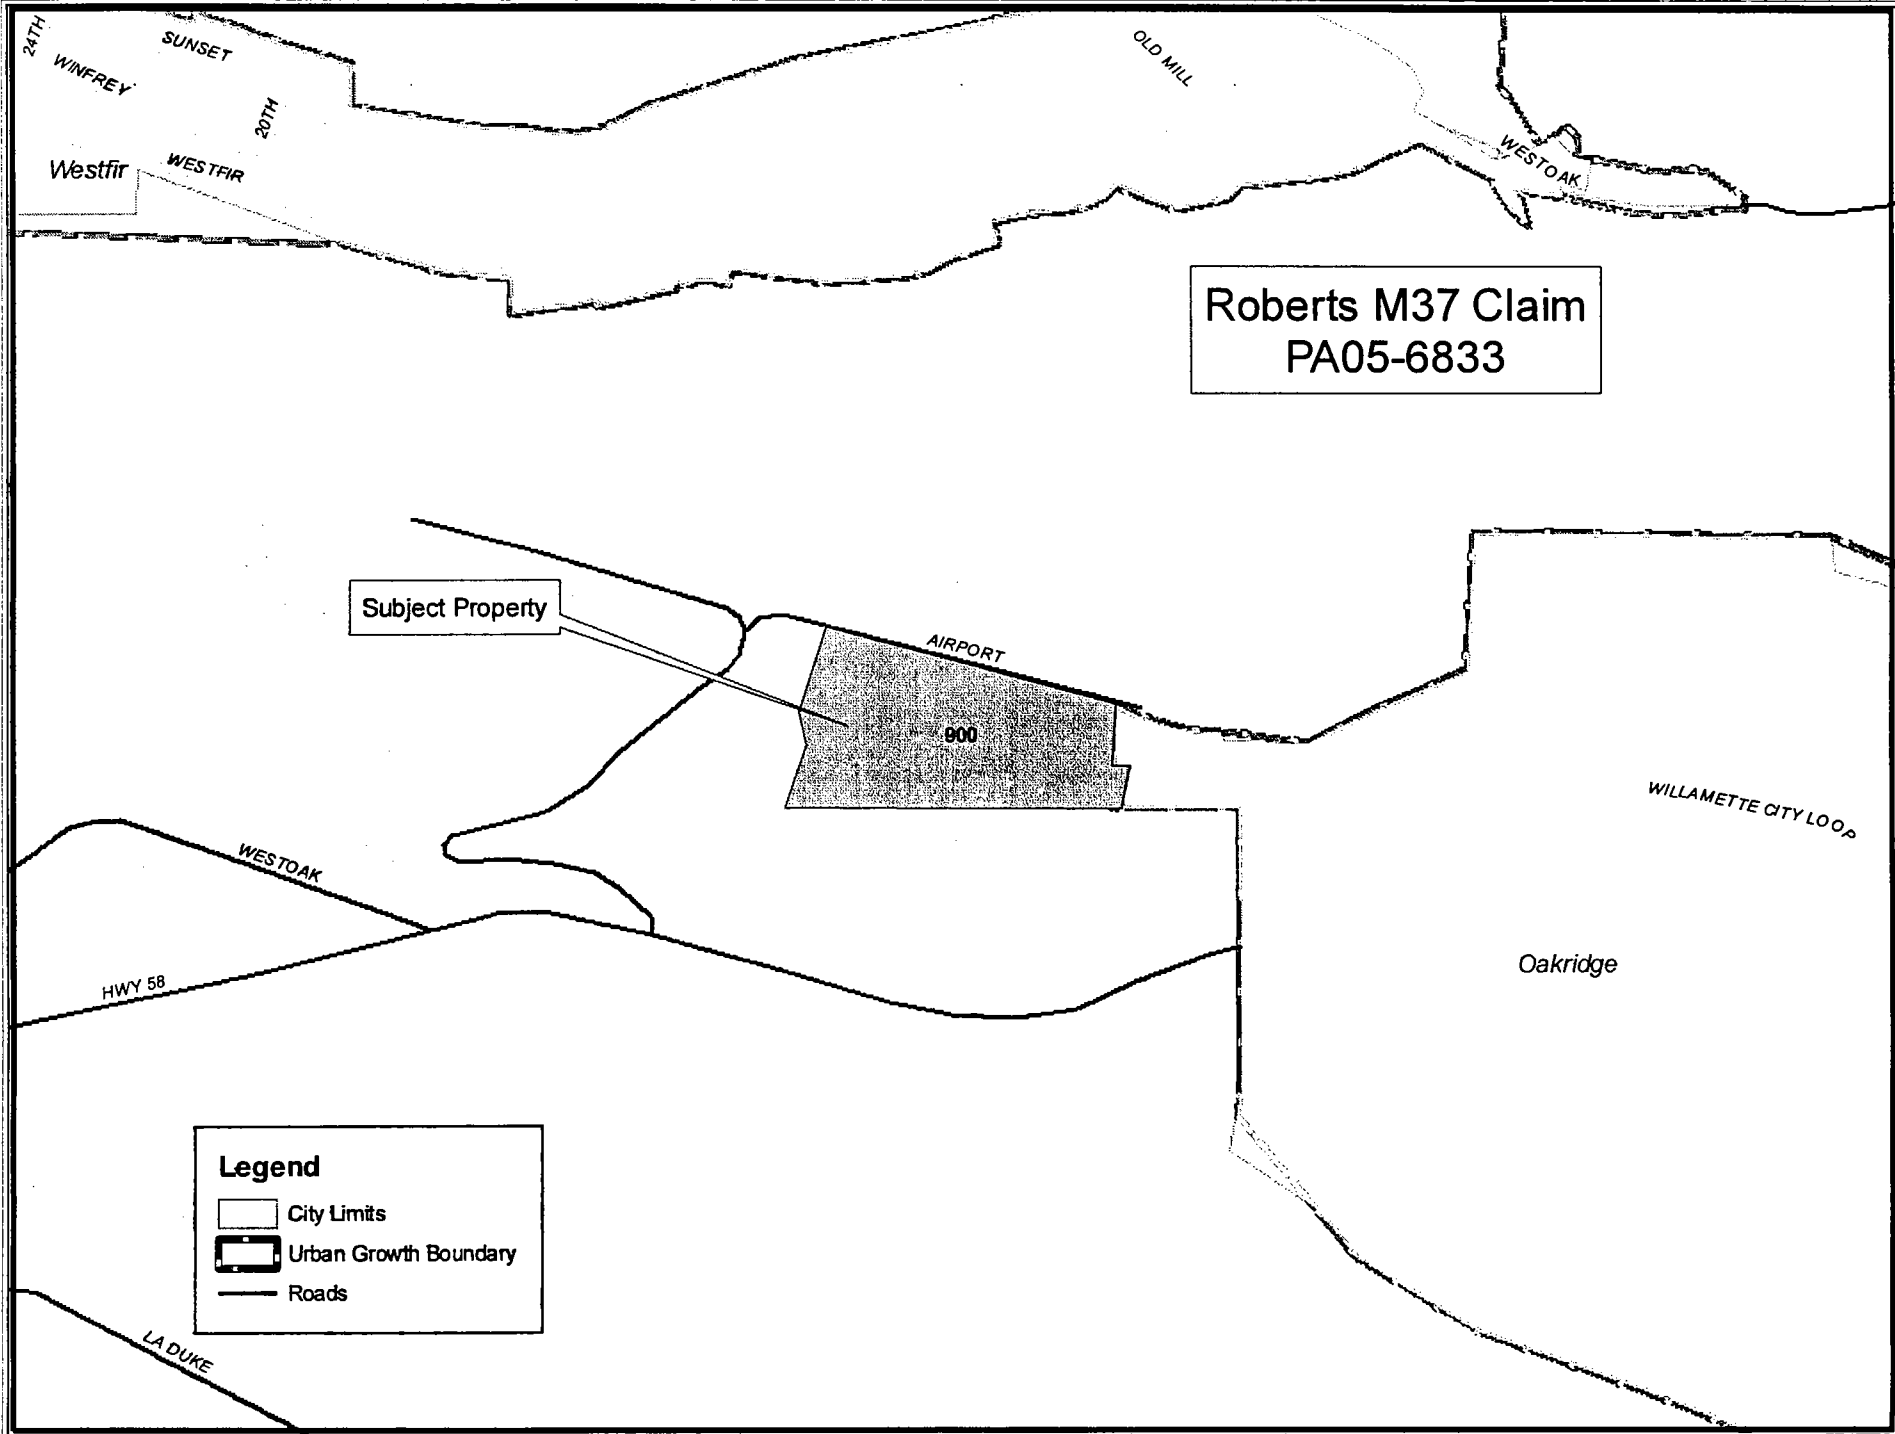 24TH
SUNSET
WINFREY
20TH
Westfir
WESTFIR
OLD MILL
WESTOAK
Roberts M37 Claim
PA05-6833
Subject Property
AIRPORT
900
WILLAMETTE CITY LOOP
WESTOAK
HWY 58
Oakridge
Legend
City Limits
Urban Growth Boundary
Roads
LA DUKE